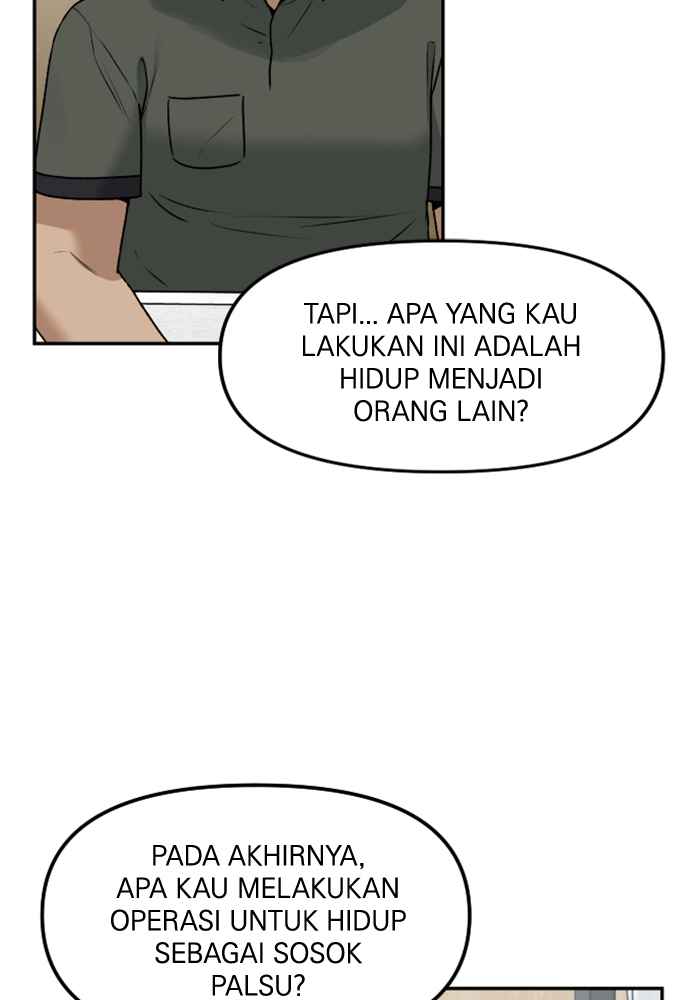 TAPI... APA YANG KAU
LAKUKAN INI ADALAH
HIDUP MENJADI
ORANG LAIN?
PADA AKHIRNYA,
APA KAU MELAKUKAN
OPERASI UNTUK HIDUP
SEBAGAI SOSOK
PALSU?